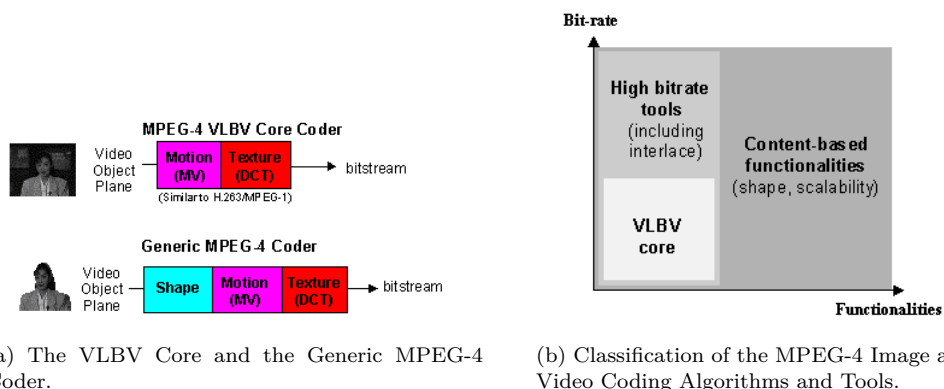 MPEG-4 VLBV Core Coder
Video
Object
Plane
Motion
(MV)
Texture
(DCT)
bitstream
(Similar to H.263/MPEG-1)
Generic MPEG-4 Coder
Video
Object
Plane
Shape
Motion
(MV)
Texture
(DCT)
bitstream
a) The VLBV Core and the Generic MPEG-4
oder.
Bit-rate
High bitrate
tools
(including
interlace)
VLBV
core
Content-based
functionalities
(shape, scalability)
Functionalities
(b) Classification of the MPEG-4 Image a
Video Coding Algorithms and Tools.